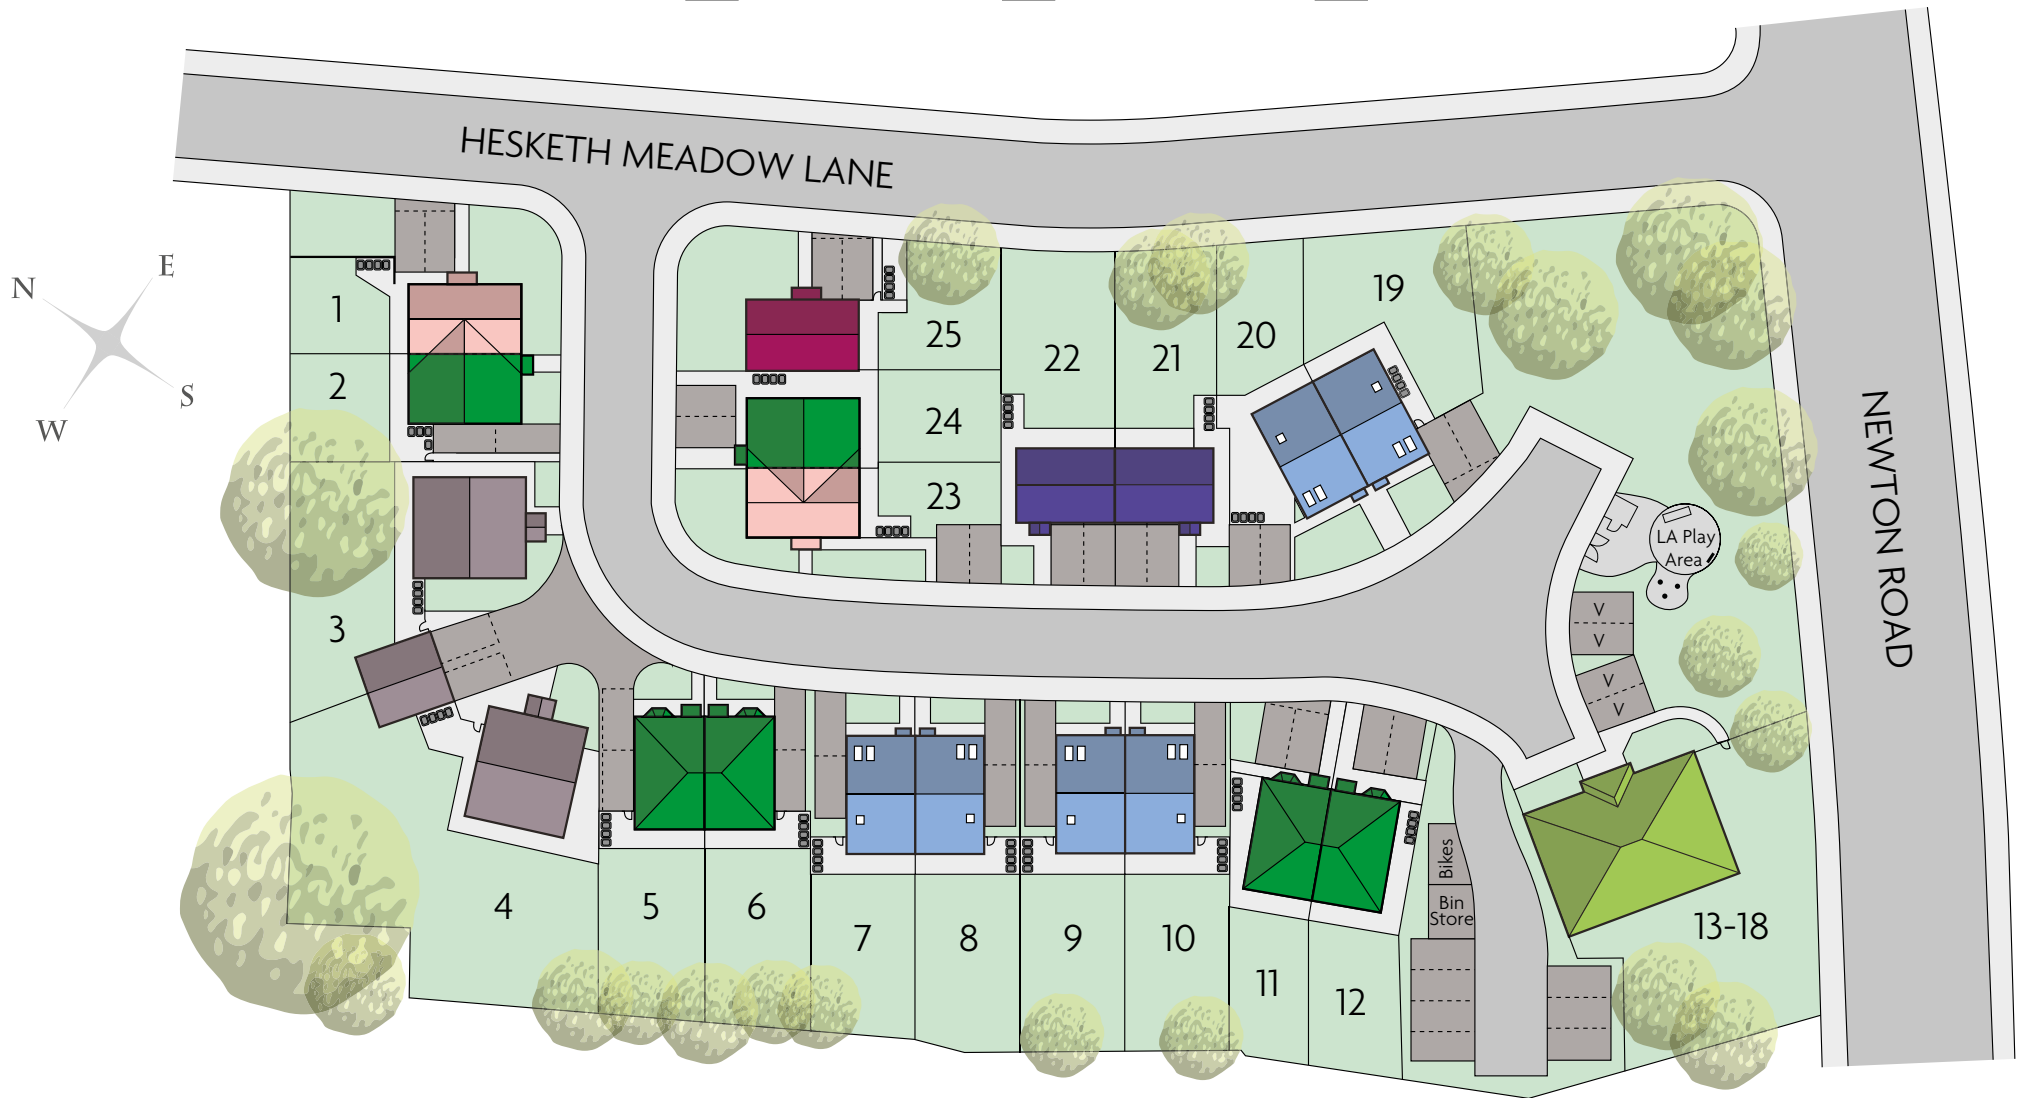 HESKETH MEADOW LANE
N
E
S
W
1
2
3
25
24
23
22
21
20
19
NEWTON ROAD
LA Play
Area
V
V
V
V
4
5
6
7
8
9
10
11
12
Bikes
Bin
Store
13-18